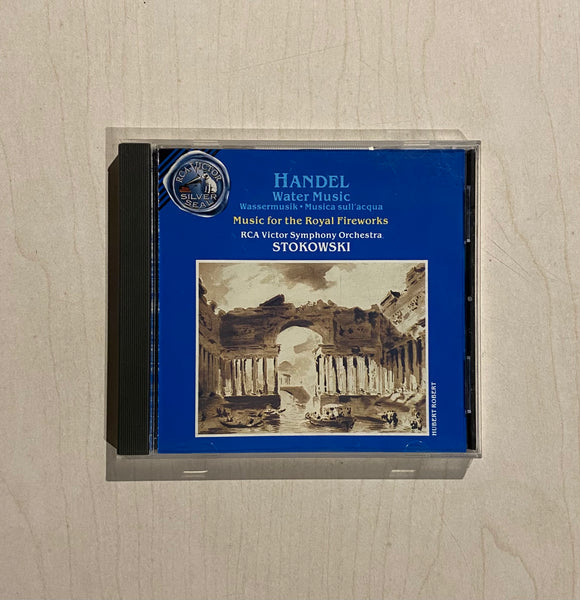 RCA VICTOR
SILVER
SEAL
HANDEL
Water Music
Wassermusik • Musica sull'acqua
Music for the Royal Fireworks
RCA Victor Symphony Orchestra
STOKOWSKI
HUBERT ROBERT